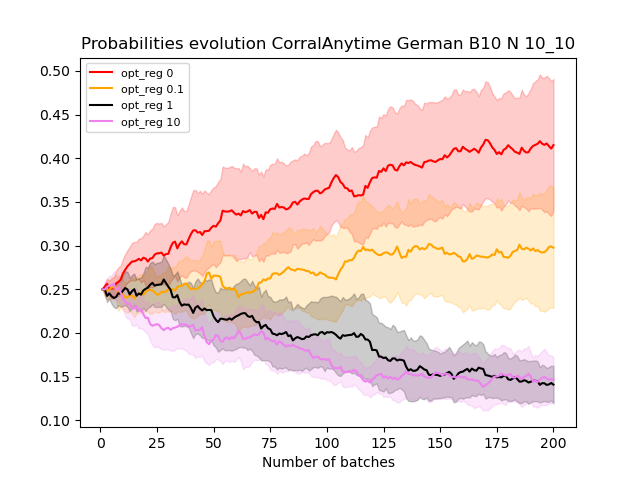 Probabilities evolution CorralAnytime German B10 N 10_10
opt_reg 0
opt_reg 0.1
opt_reg 1
opt_reg 10
0.50
0.45
0.40
0.35
0.30
0.25
0.20
0.15
0.10
0 25 50 75 100 125 150 175 200
Number of batches